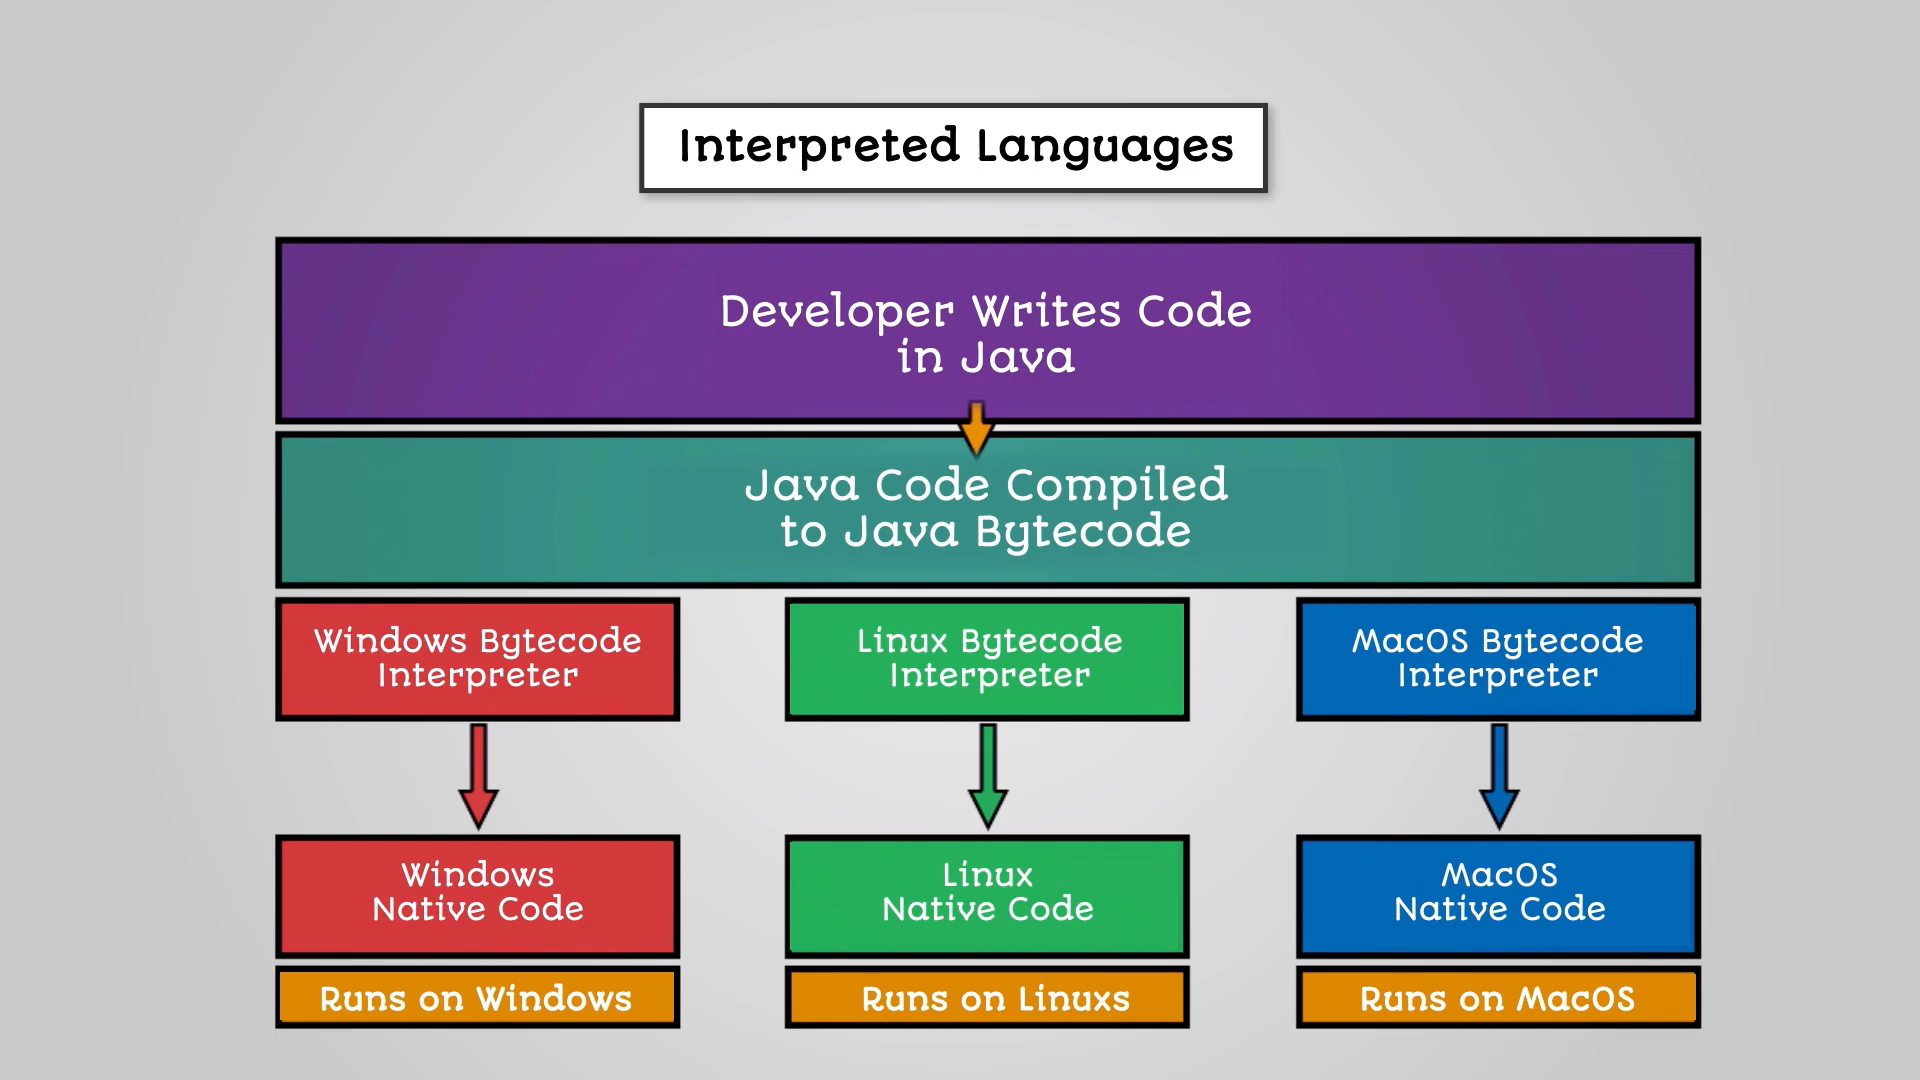 Interpreted Languages
Developer Writes Code
in Java
Java Code Compiled
to Java Bytecode
Windows Bytecode
Interpreter
Linux Bytecode
Interpreter
MacOS Bytecode
Interpreter
Windows
Native Code
Linux
Native Code
MacOS
Native Code
Runs on Windows
Runs on Linuxs
Runs on MacOS